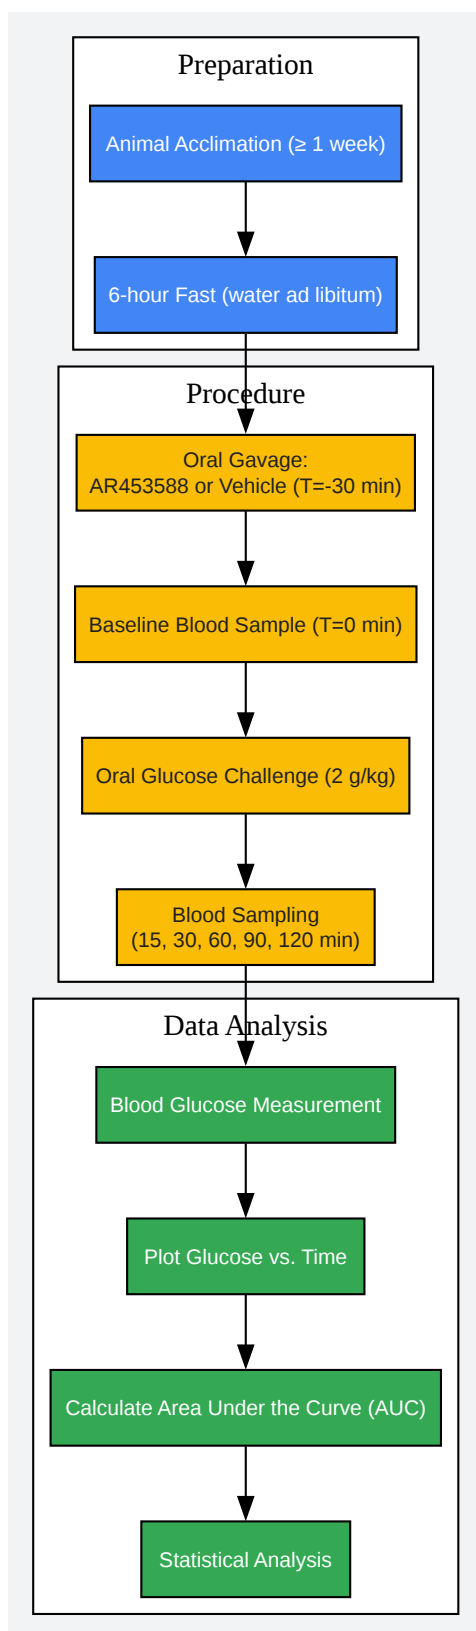 Preparation
Animal Acclimation (≥ 1 week)
6-hour Fast (water ad libitum)
Procedure
Oral Gavage:
AR453588 or Vehicle (T=-30 min)
Baseline Blood Sample (T=0 min)
Oral Glucose Challenge (2 g/kg)
Blood Sampling
(15, 30, 60, 90, 120 min)
Data Analysis
Blood Glucose Measurement
Plot Glucose vs. Time
Calculate Area Under the Curve (AUC)
Statistical Analysis